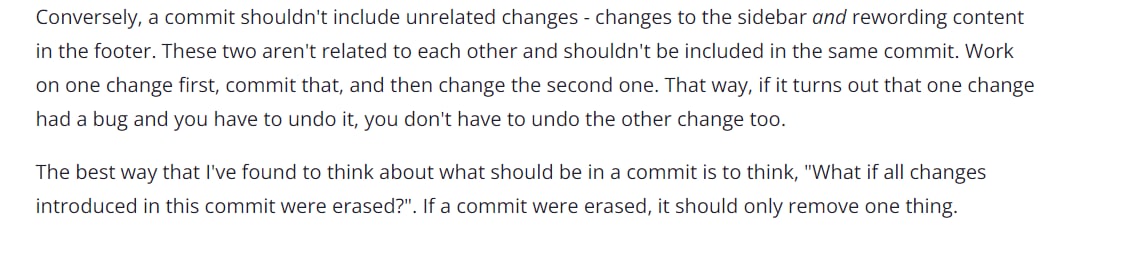 Conversely, a commit shouldn't include unrelated changes - changes to the sidebar and rewording content
in the footer. These two aren't related to each other and shouldn't be included in the same commit. Work
on one change first, commit that, and then change the second one. That way, if it turns out that one change
had a bug and you have to undo it, you don't have to undo the other change too.
The best way that I've found to think about what should be in a commit is to think, "What if all changes
introduced in this commit were erased?". If a commit were erased, it should only remove one thing.